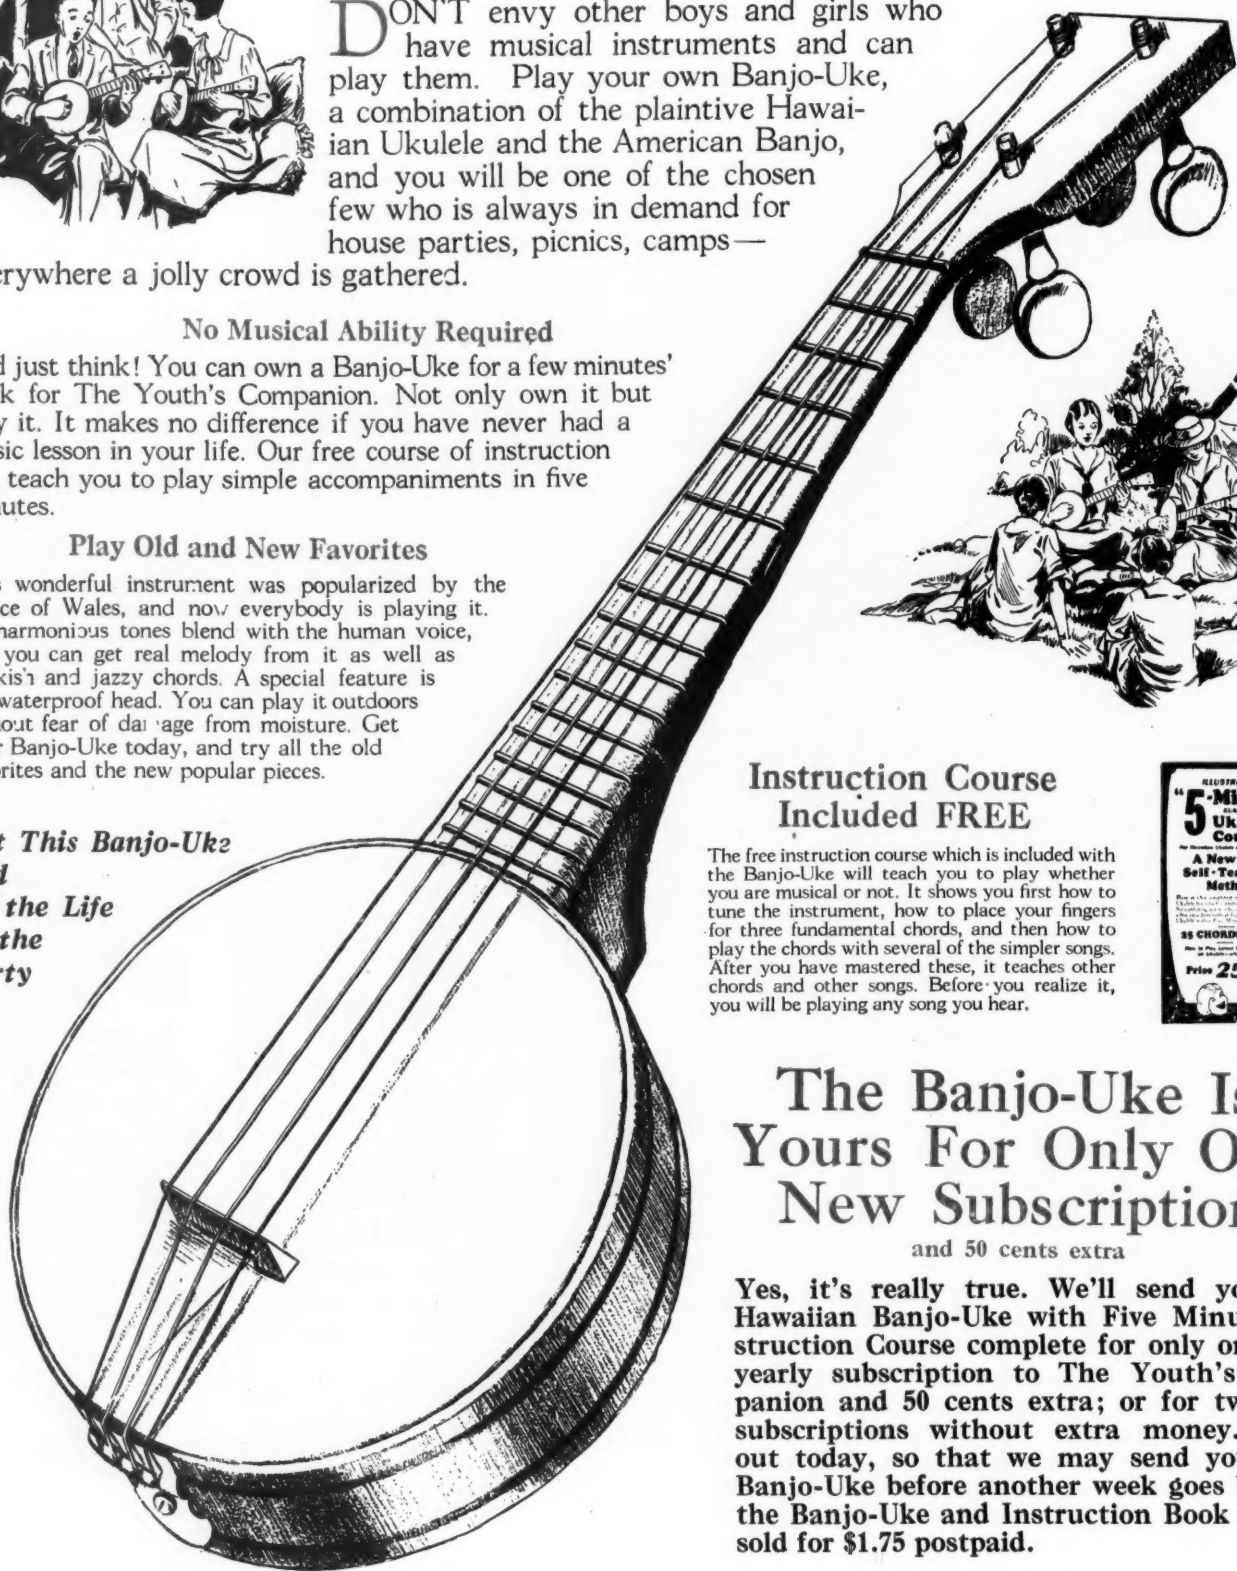 DON'T envy other boys and girls who
have musical instruments and can
play them. Play your own Banjo-Uke,
a combination of the plaintive Hawai-
ian Ukulele and the American Banjo,
and you will be one of the chosen
few who is always in demand for
house parties, picnics, camps—
erywhere a jolly crowd is gathered.
No Musical Ability Required
d just think! You can own a Banjo-Uke for a few minutes'
k for The Youth's Companion. Not only own it but
y it. It makes no difference if you have never had a
sic lesson in your life. Our free course of instruction
teach you to play simple accompaniments in five
utes.
Play Old and New Favorites
s wonderful instrument was popularized by the
ce of Wales, and now everybody is playing it.
harmonious tones blend with the human voice,
you can get real melody from it as well as
kish and jazzy chords. A special feature is
waterproof head. You can play it outdoors
out fear of damage from moisture. Get
r Banjo-Uke today, and try all the old
rites and the new popular pieces.
t This Banjo-Uke
d
the Life
the
rty
Instruction Course
Included FREE
The free instruction course which is included with
the Banjo-Uke will teach you to play whether
you are musical or not. It shows you first how to
tune the instrument, how to place your fingers
for three fundamental chords, and then how to
play the chords with several of the simpler songs.
After you have mastered these, it teaches other
chords and other songs. Before you realize it,
you will be playing any song you hear.
ILLUSTR
"5-Mi
Uk
Co
A New
Self-Tea
Meth
25 CHORD
Price 25
The Banjo-Uke Is
Yours For Only O
New Subscription
and 50 cents extra
Yes, it's really true. We'll send yo
Hawaiian Banjo-Uke with Five Minu
struction Course complete for only or
yearly subscription to The Youth's
panion and 50 cents extra; or for tw
subscriptions without extra money.
out today, so that we may send yo
Banjo-Uke before another week goes b
the Banjo-Uke and Instruction Book
sold for $1.75 postpaid.